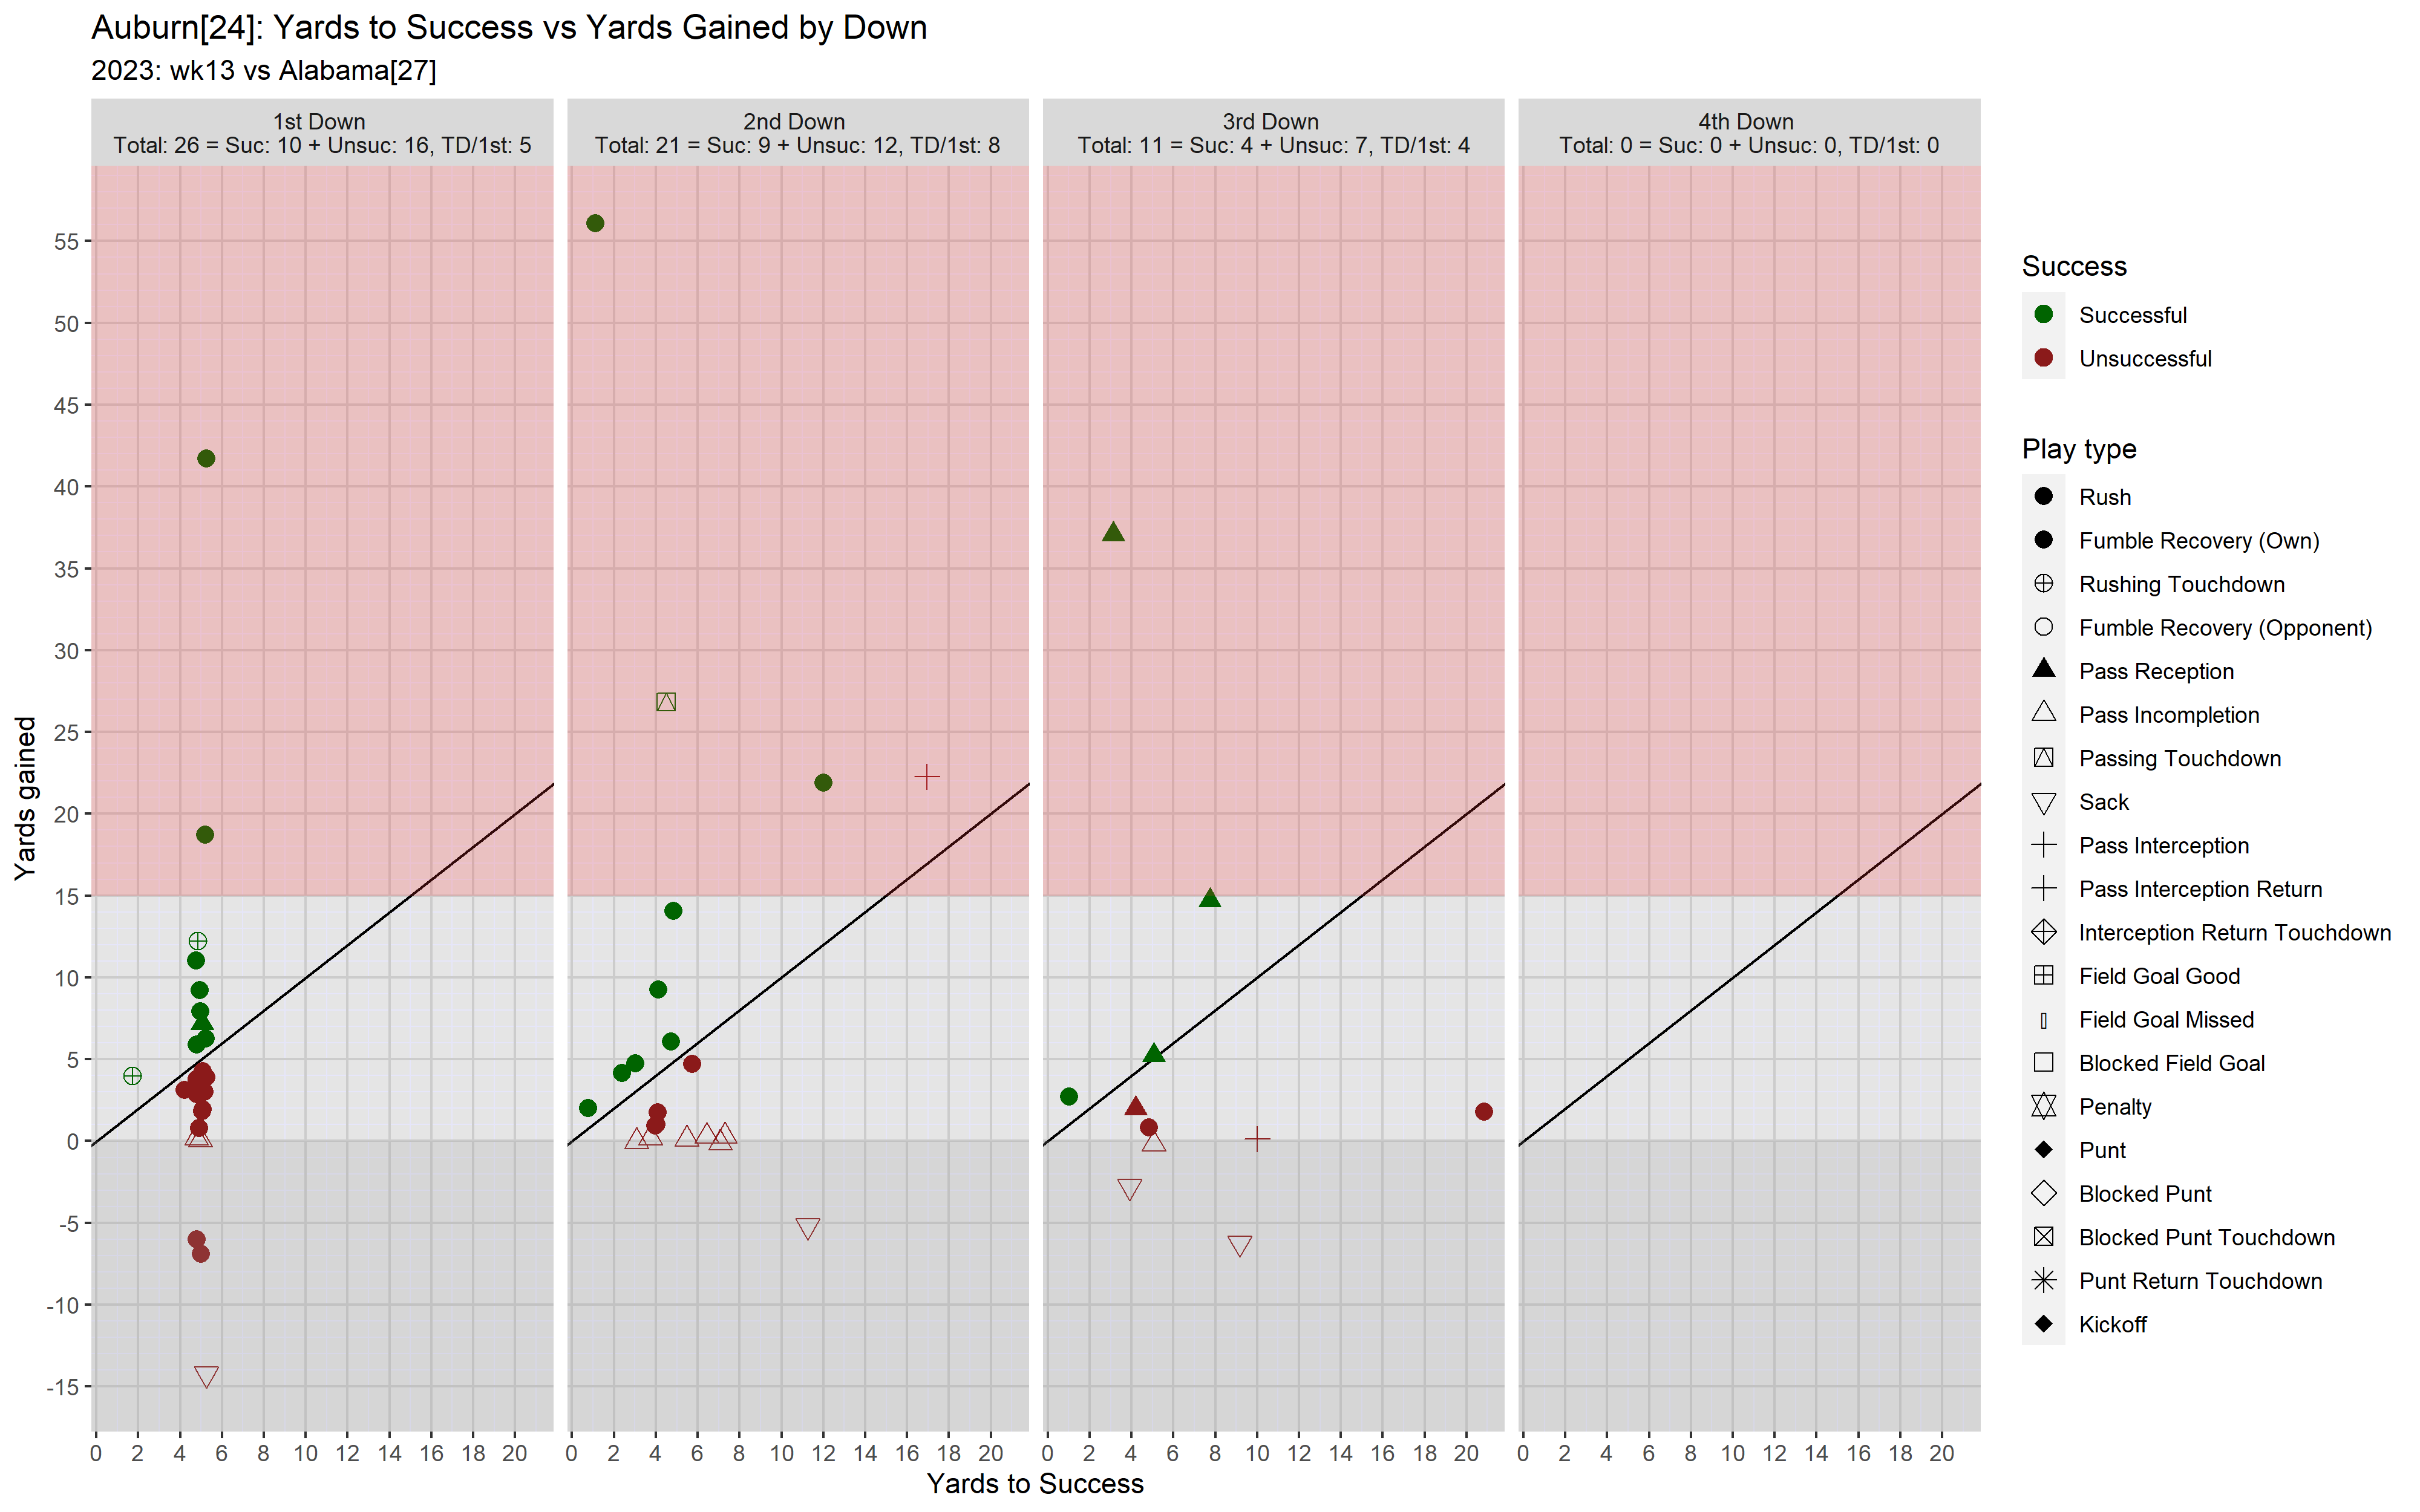 Auburn[24]: Yards to Success vs Yards Gained by Down
2023: wk13 vs Alabama[27]
1st Down
Total: 26 = Suc: 10 + Unsuc: 16, TD/1st: 5
2nd Down
Total: 21 = Suc: 9 + Unsuc: 12, TD/1st: 8
3rd Down
Total: 11 = Suc: 4 + Unsuc: 7, TD/1st: 4
4th Down
Total: 0 = Suc: 0 + Unsuc: 0, TD/1st: 0
Yards gained
55
50
45
40
35
30
25
20
15
10
5
0
-5
-10
-15
0 2 4 6 8 10 12 14 16 18 20
0 2 4 6 8 10 12 14 16 18 20
0 2 4 6 8 10 12 14 16 18 20
0 2 4 6 8 10 12 14 16 18 20
Yards to Success
Success
Successful
Unsuccessful
Play type
Rush
Fumble Recovery (Own)
Rushing Touchdown
Fumble Recovery (Opponent)
Pass Reception
Pass Incompletion
Passing Touchdown
Sack
Pass Interception
Pass Interception Return
Interception Return Touchdown
Field Goal Good
Field Goal Missed
Blocked Field Goal
Penalty
Punt
Blocked Punt
Blocked Punt Touchdown
Punt Return Touchdown
Kickoff